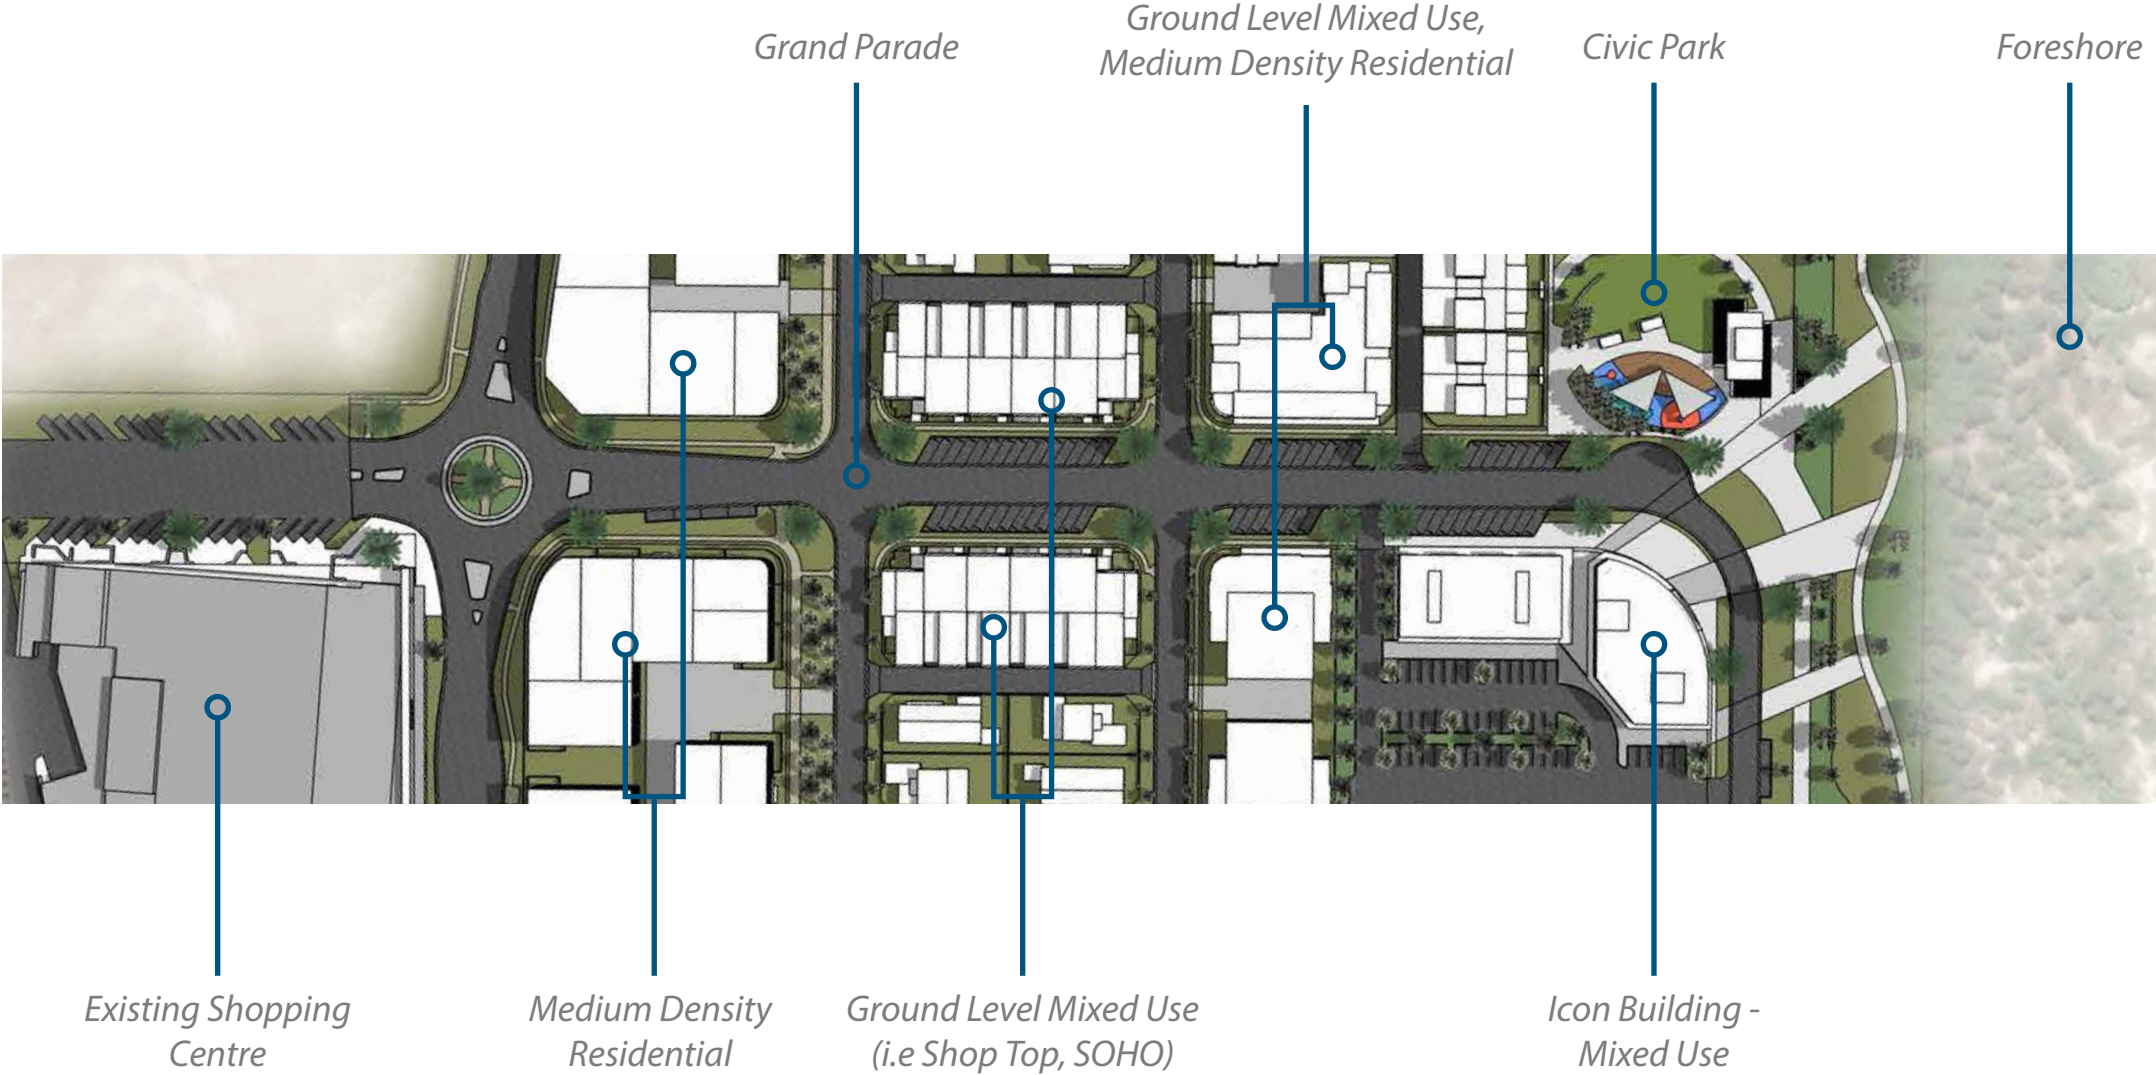 Grand Parade
Ground Level Mixed Use,
Medium Density Residential
Civic Park
Foreshore
Existing Shopping
Centre
Medium Density
Residential
Ground Level Mixed Use
(i.e Shop Top, SOHO)
Icon Building -
Mixed Use